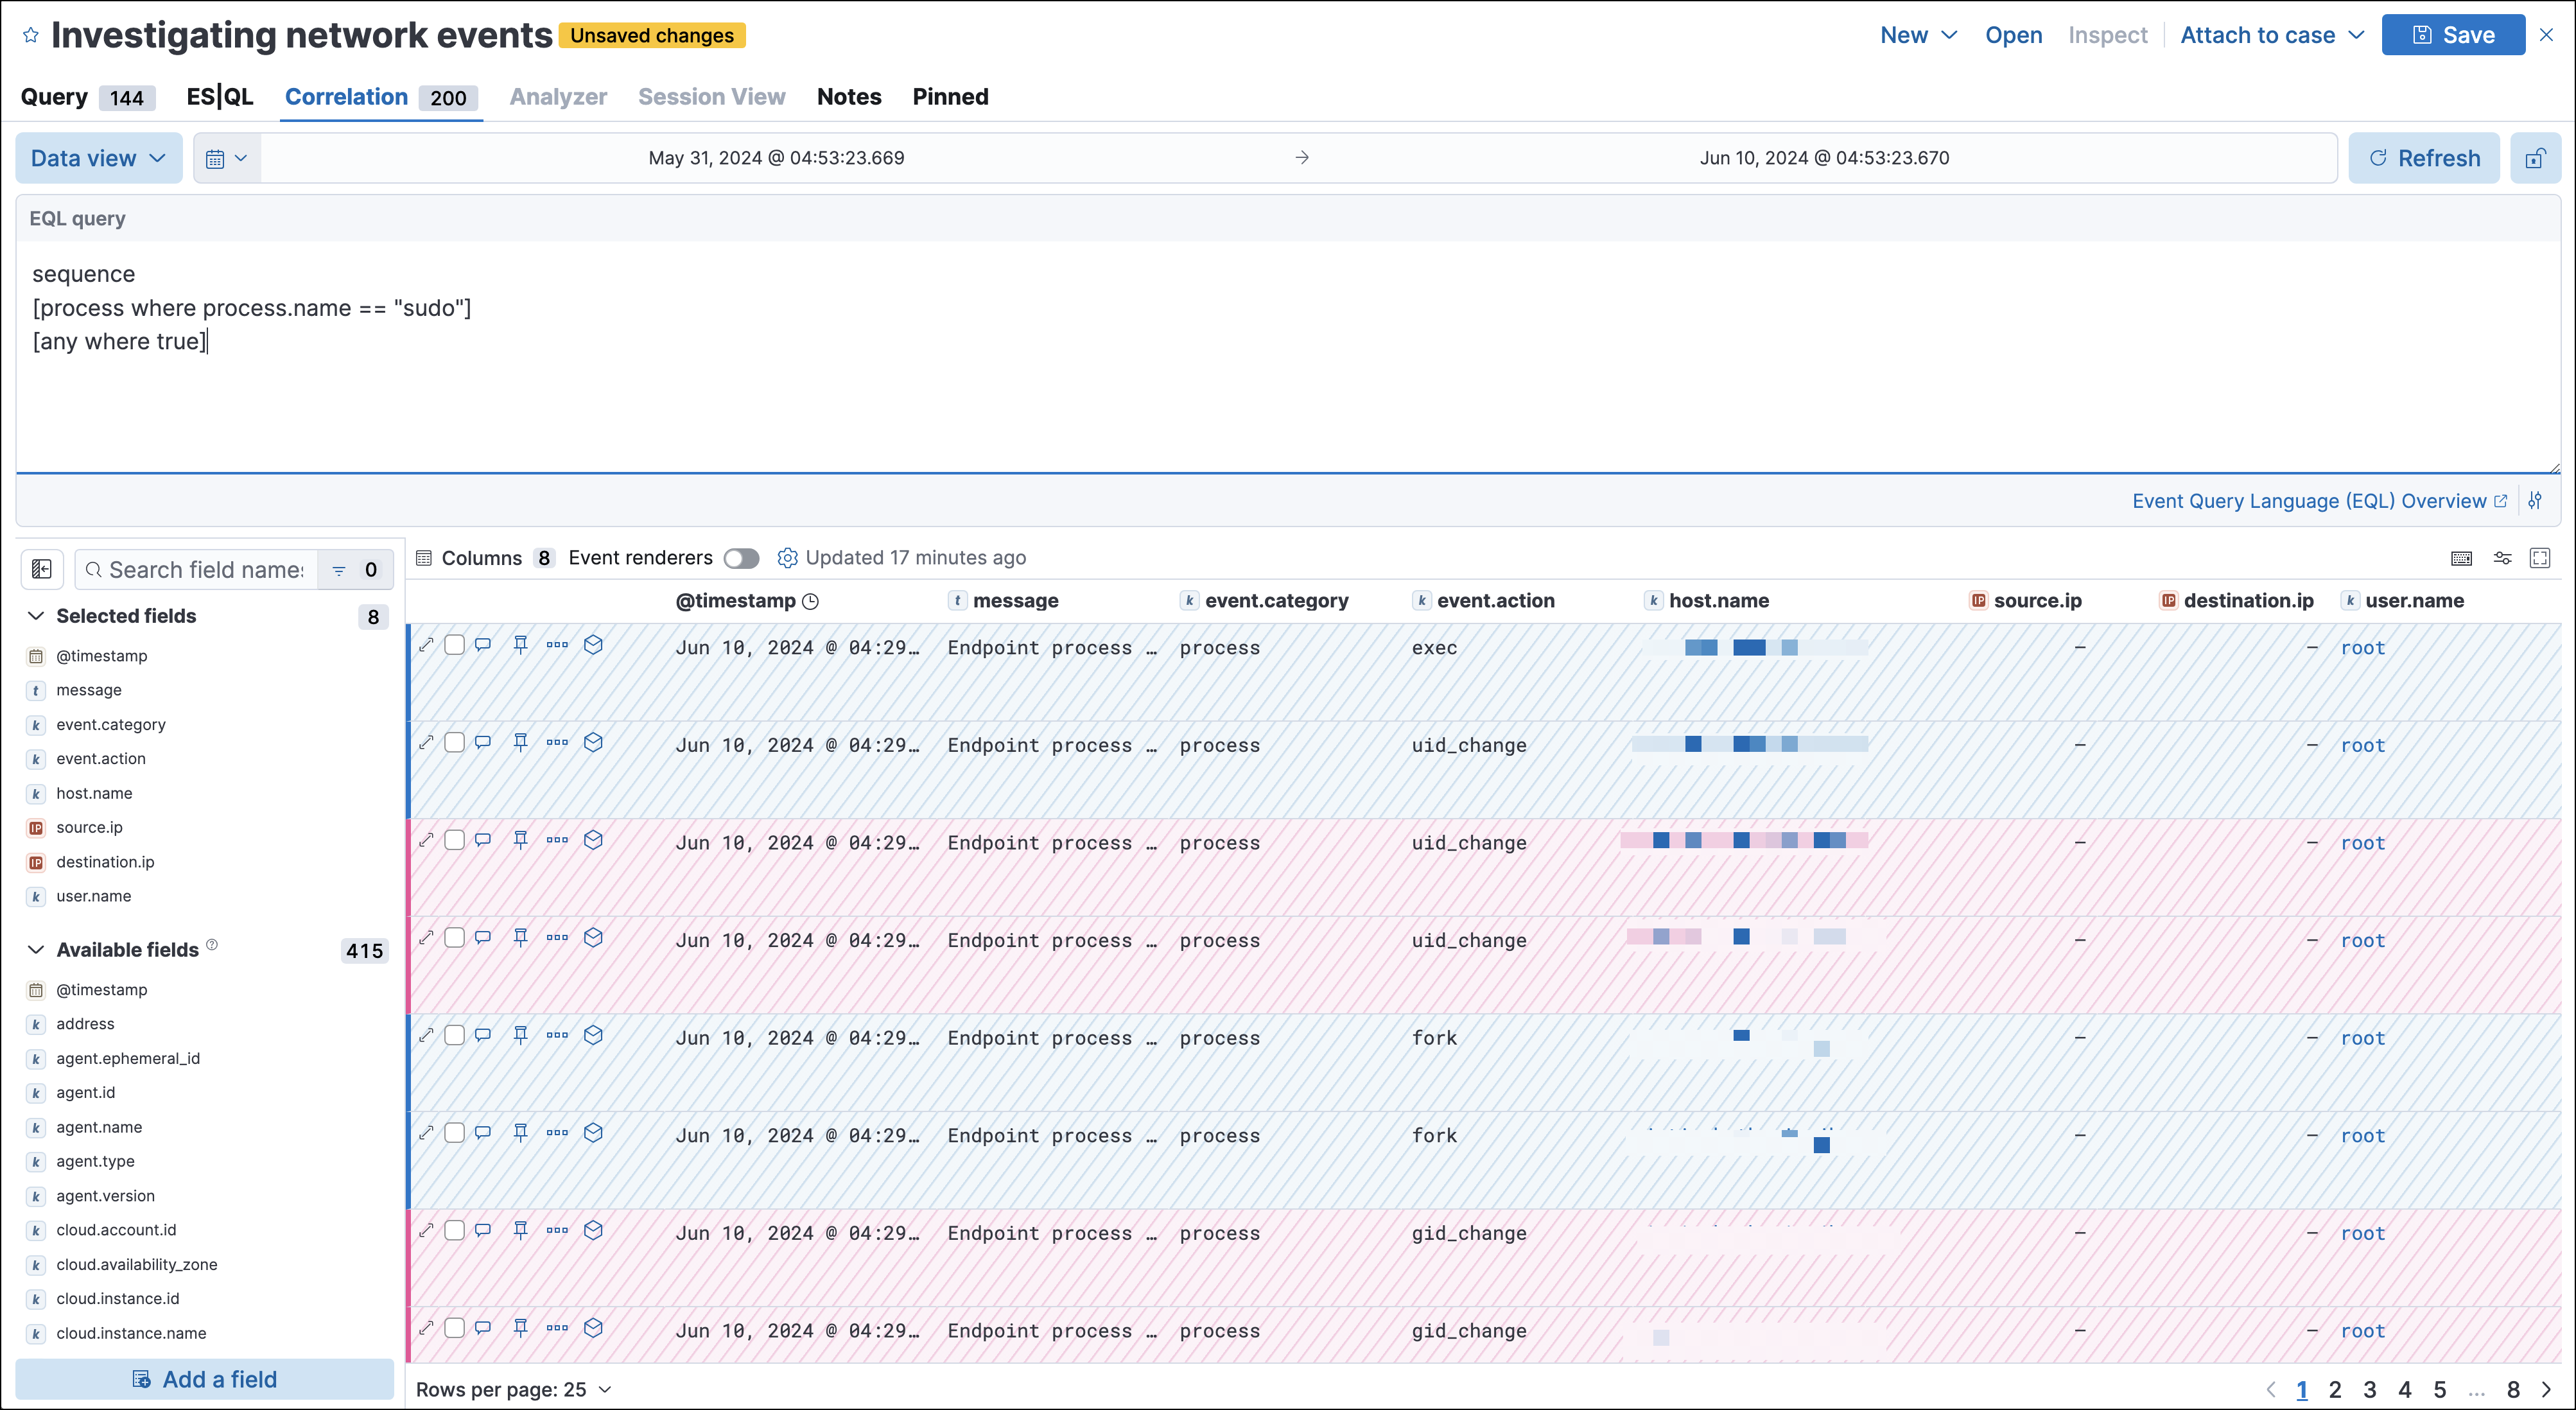 Investigating network events Unsaved changes New Open Inspect Attach to case Save
Query 144 ES|QL Correlation 200 Analyzer Session View Notes Pinned
Data view May 31, 2024 @ 04:53:23.669 → Jun 10, 2024 @ 04:53:23.670 Refresh
EQL query
sequence
[process where process.name == "sudo"]
[any where true]
Event Query Language (EQL) Overview
Search field name 0
Selected fields 8
@timestamp
t message
k event.category
k event.action
k host.name
IP source.ip
IP destination.ip
k user.name
Available fields 415
@timestamp
k address
k agent.ephemeral_id
k agent.id
k agent.name
k agent.type
k agent.version
k cloud.account.id
k cloud.availability_zone
k cloud.instance.id
k cloud.instance.name
Add a field
Columns 8 Event renderers Updated 17 minutes ago
@timestamp t message k event.category k event.action k host.name IP source.ip IP destination.ip k user.name
Jun 10, 2024 @ 04:29… Endpoint process … process exec — — root
Jun 10, 2024 @ 04:29… Endpoint process … process uid_change — — root
Jun 10, 2024 @ 04:29… Endpoint process … process uid_change — — root
Jun 10, 2024 @ 04:29… Endpoint process … process uid_change — — root
Jun 10, 2024 @ 04:29… Endpoint process … process fork — — root
Jun 10, 2024 @ 04:29… Endpoint process … process fork — — root
Jun 10, 2024 @ 04:29… Endpoint process … process gid_change — — root
Jun 10, 2024 @ 04:29… Endpoint process … process gid_change — — root
Rows per page: 25 1 2 3 4 5 … 8